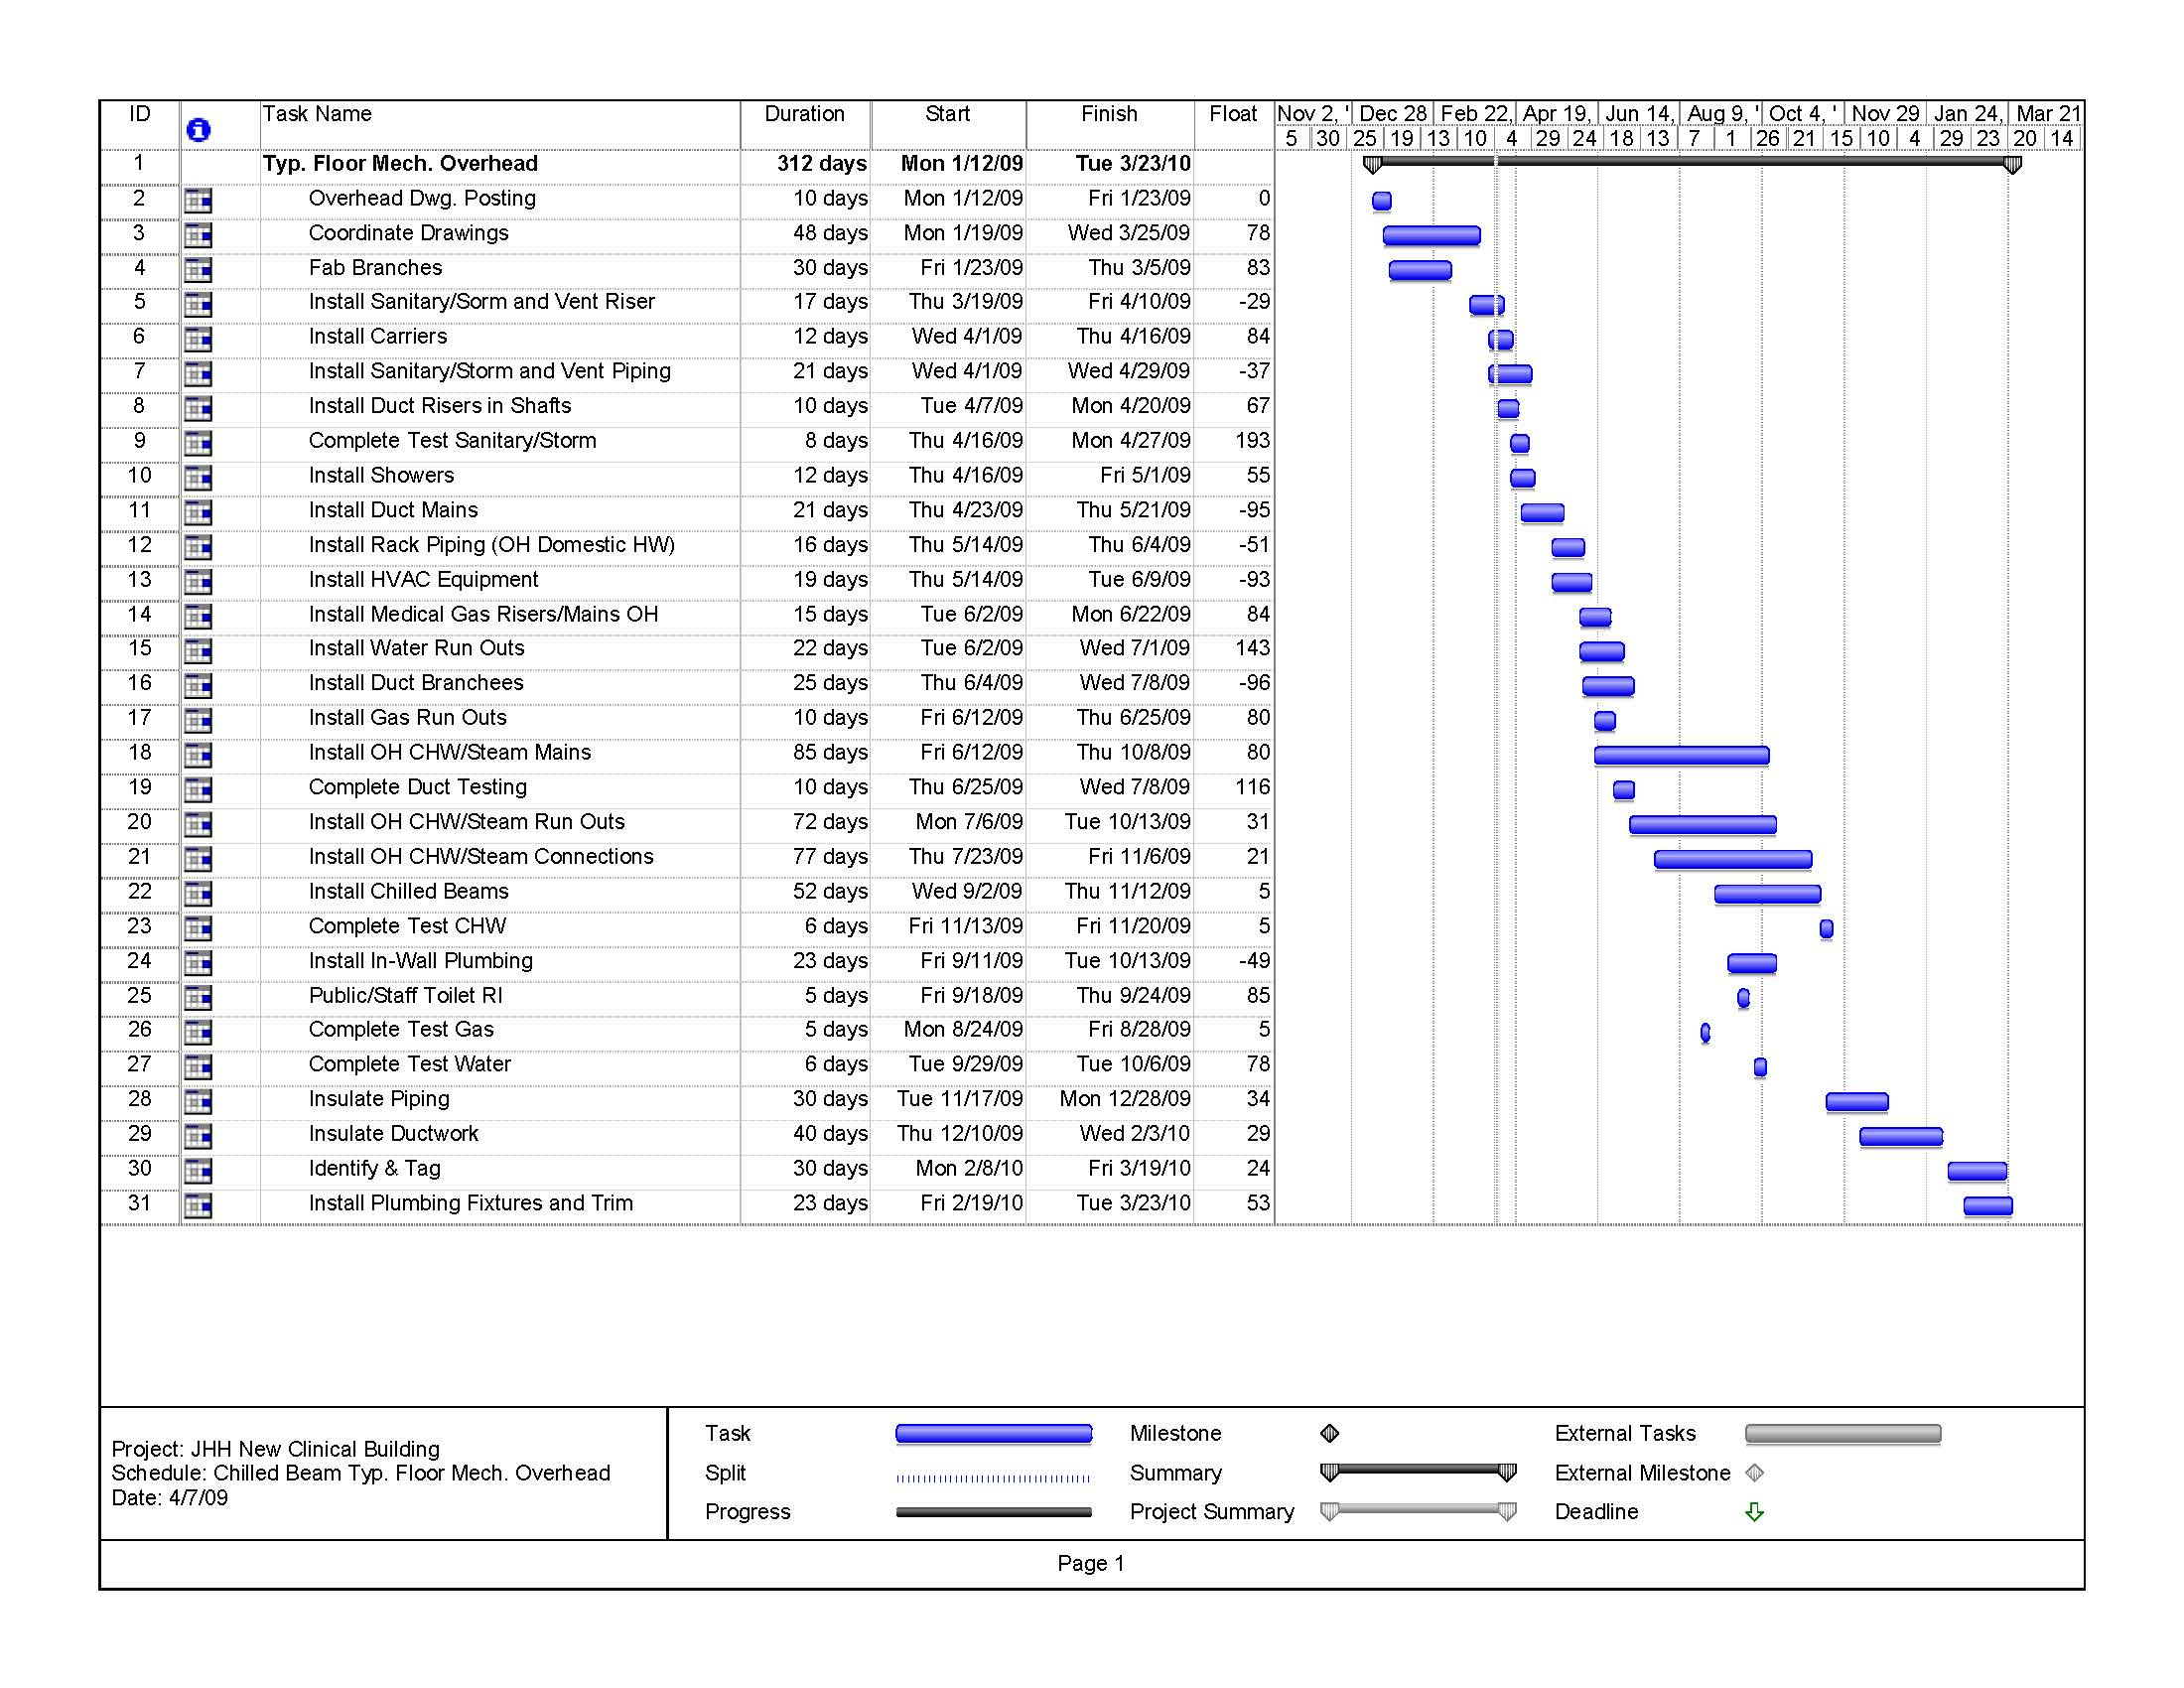 ID Task Name Duration Start Finish Float Nov 2, ' Dec 28 Feb 22, Apr 19, Jun 14, Aug 9, ' Oct 4, ' Nov 29 Jan 24, Mar 21
5 30 25 19 13 10 4 29 24 18 13 7 1 26 21 15 10 4 29 23 20 14
1 Typ. Floor Mech. Overhead 312 days Mon 1/12/09 Tue 3/23/10
2 Overhead Dwg. Posting 10 days Mon 1/12/09 Fri 1/23/09 0
3 Coordinate Drawings 48 days Mon 1/19/09 Wed 3/25/09 78
4 Fab Branches 30 days Fri 1/23/09 Thu 3/5/09 83
5 Install Sanitary/Sorm and Vent Riser 17 days Thu 3/19/09 Fri 4/10/09 -29
6 Install Carriers 12 days Wed 4/1/09 Thu 4/16/09 84
7 Install Sanitary/Storm and Vent Piping 21 days Wed 4/1/09 Wed 4/29/09 -37
8 Install Duct Risers in Shafts 10 days Tue 4/7/09 Mon 4/20/09 67
9 Complete Test Sanitary/Storm 8 days Thu 4/16/09 Mon 4/27/09 193
10 Install Showers 12 days Thu 4/16/09 Fri 5/1/09 55
11 Install Duct Mains 21 days Thu 4/23/09 Thu 5/21/09 -95
12 Install Rack Piping (OH Domestic HW) 16 days Thu 5/14/09 Thu 6/4/09 -51
13 Install HVAC Equipment 19 days Thu 5/14/09 Tue 6/9/09 -93
14 Install Medical Gas Risers/Mains OH 15 days Tue 6/2/09 Mon 6/22/09 84
15 Install Water Run Outs 22 days Tue 6/2/09 Wed 7/1/09 143
16 Install Duct Branchees 25 days Thu 6/4/09 Wed 7/8/09 -96
17 Install Gas Run Outs 10 days Fri 6/12/09 Thu 6/25/09 80
18 Install OH CHW/Steam Mains 85 days Fri 6/12/09 Thu 10/8/09 80
19 Complete Duct Testing 10 days Thu 6/25/09 Wed 7/8/09 116
20 Install OH CHW/Steam Run Outs 72 days Mon 7/6/09 Tue 10/13/09 31
21 Install OH CHW/Steam Connections 77 days Thu 7/23/09 Fri 11/6/09 21
22 Install Chilled Beams 52 days Wed 9/2/09 Thu 11/12/09 5
23 Complete Test CHW 6 days Fri 11/13/09 Fri 11/20/09 5
24 Install In-Wall Plumbing 23 days Fri 9/11/09 Tue 10/13/09 -49
25 Public/Staff Toilet RI 5 days Fri 9/18/09 Thu 9/24/09 85
26 Complete Test Gas 5 days Mon 8/24/09 Fri 8/28/09 5
27 Complete Test Water 6 days Tue 9/29/09 Tue 10/6/09 78
28 Insulate Piping 30 days Tue 11/17/09 Mon 12/28/09 34
29 Insulate Ductwork 40 days Thu 12/10/09 Wed 2/3/10 29
30 Identify & Tag 30 days Mon 2/8/10 Fri 3/19/10 24
31 Install Plumbing Fixtures and Trim 23 days Fri 2/19/10 Tue 3/23/10 53
Project: JHH New Clinical Building
Schedule: Chilled Beam Typ. Floor Mech. Overhead
Date: 4/7/09
Task Milestone External Tasks
Split Summary External Milestone
Progress Project Summary Deadline
Page 1